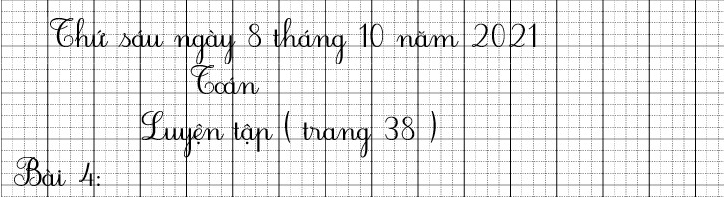 Thứ sáu ngày 8 tháng 10 năm 2021
Toán
Luyện tập ( trang 38 )
Bài 4: